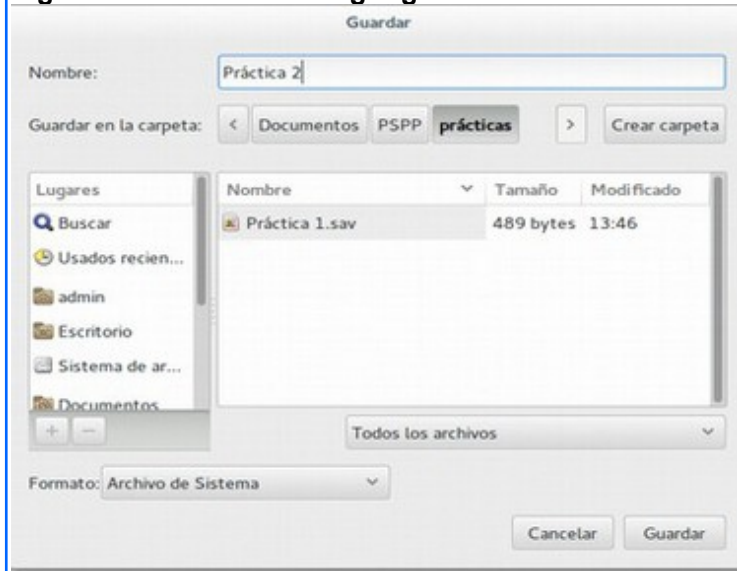 Guardar
Nombre: Práctica 2
Guardar en la carpeta: < Documentos PSPP prácticas > Crear carpeta
Lugares Nombre Tamaño Modificado
Buscar Práctica 1.sav 489 bytes 13:46
Usados recien...
admin
Escritorio
Sistema de ar...
Documentos
+ −
Todos los archivos
Formato: Archivo de Sistema
Cancelar Guardar